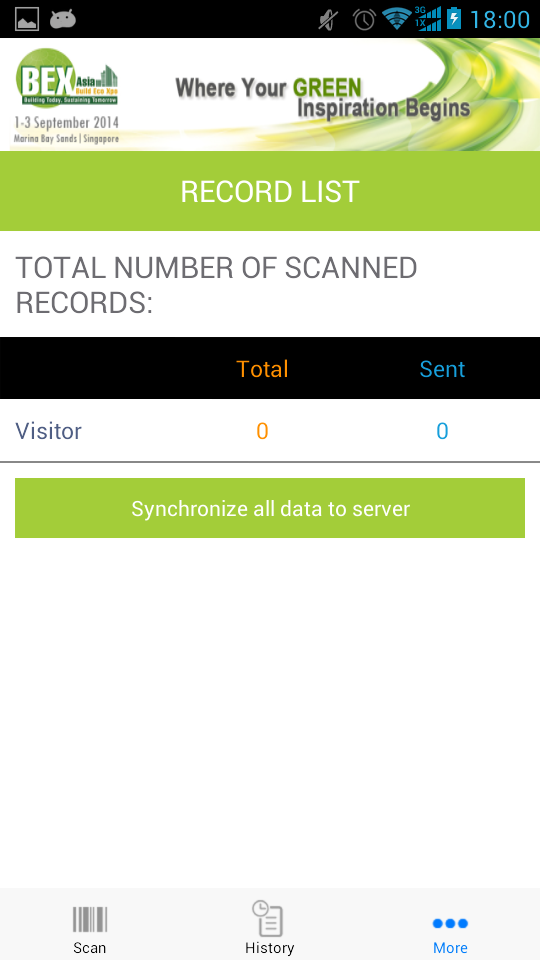 3G
1X
18:00
BEX Asia
Build Eco Xpo
Building Today, Sustaining Tomorrow
1-3 September 2014
Marina Bay Sands | Singapore
Where Your GREEN
Inspiration Begins
RECORD LIST
TOTAL NUMBER OF SCANNED
RECORDS:
Total Sent
Visitor 0 0
Synchronize all data to server
Scan History More